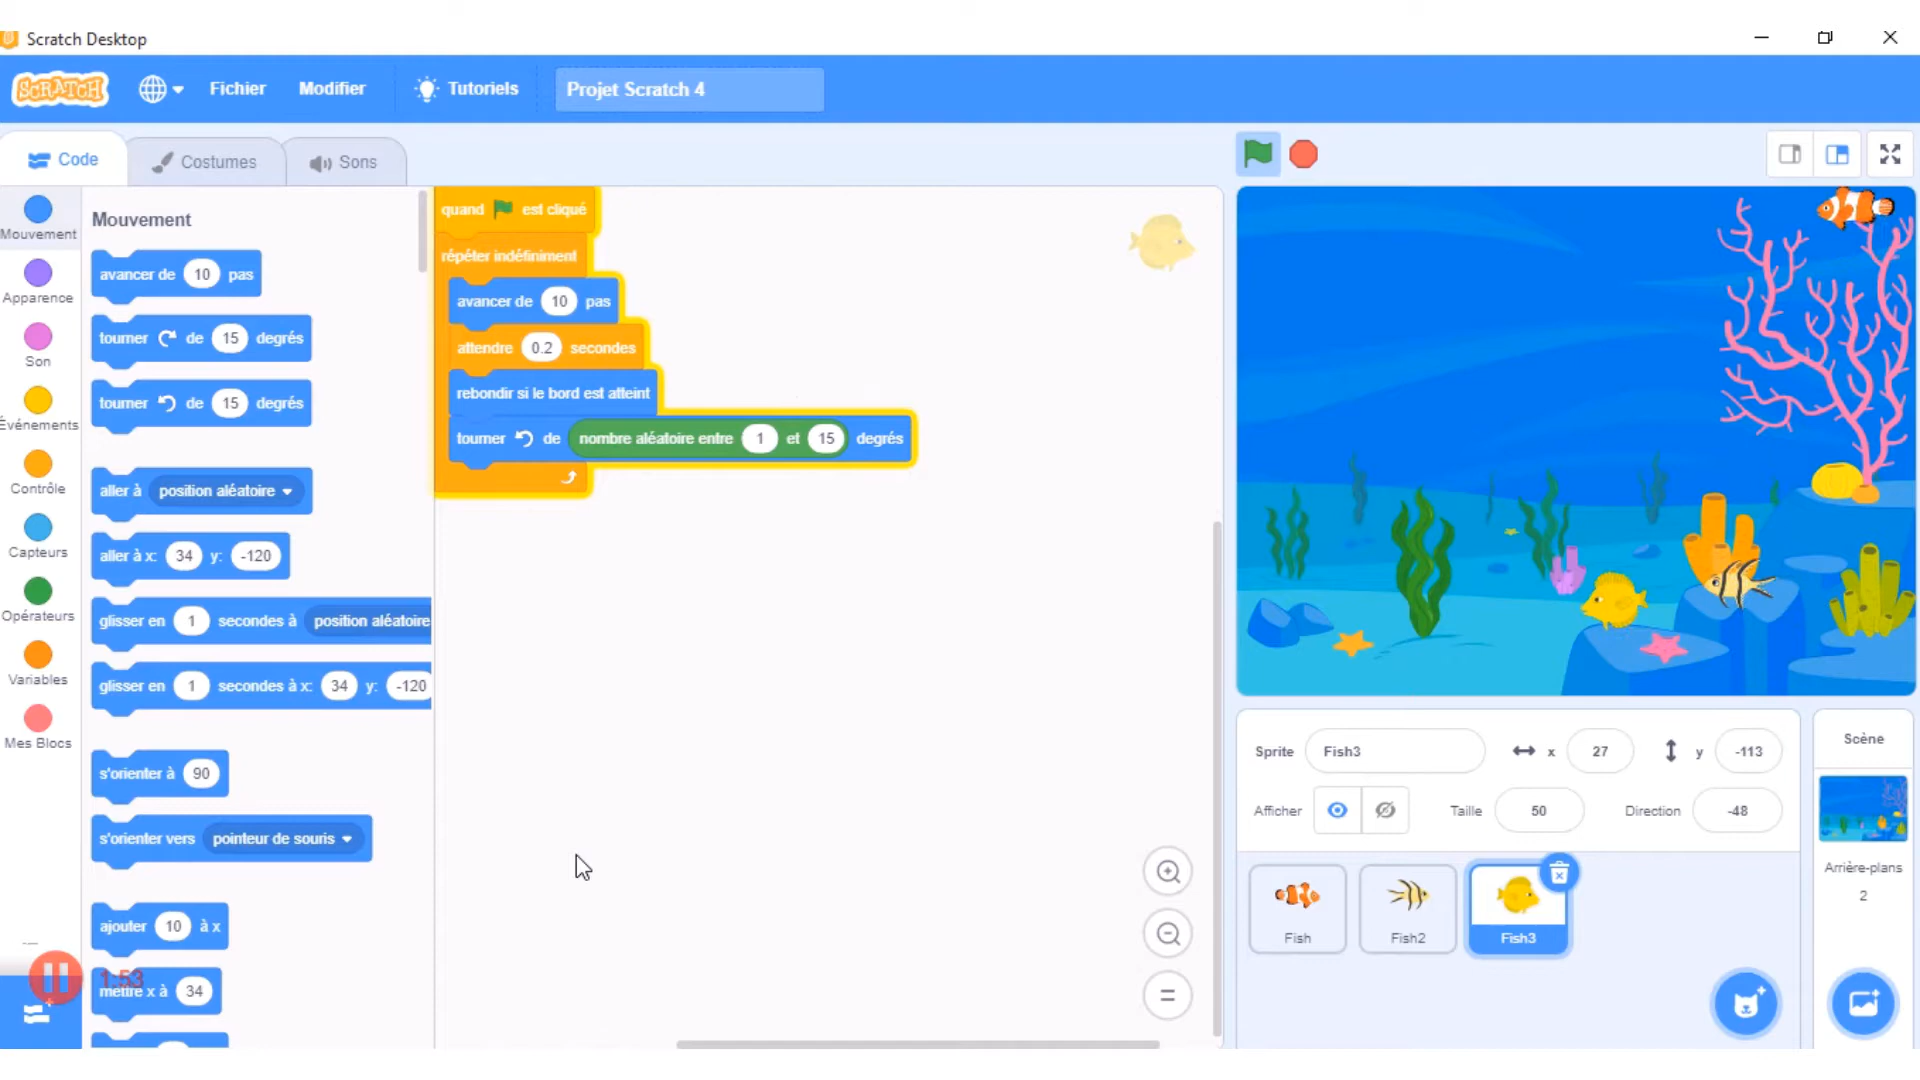 Scratch Desktop
SCRATCH
Fichier
Modifier
Tutoriels
Projet Scratch 4
Code
Costumes
Sons
Mouvement
Apparence
Son
Événements
Contrôle
Capteurs
Opérateurs
Variables
Mes Blocs
Mouvement
avancer de 10 pas
tourner de 15 degrés
tourner de 15 degrés
aller à position aléatoire
aller à x: 34 y: -120
glisser en 1 secondes à position aléatoire
glisser en 1 secondes à x: 34 y: -120
s'orienter à 90
s'orienter vers pointeur de souris
ajouter 10 à x
mettre x à 34
1:53
quand est cliqué
répéter indéfiniment
avancer de 10 pas
attendre 0.2 secondes
rebondir si le bord est atteint
tourner de nombre aléatoire entre 1 et 15 degrés
Sprite Fish3 x 27 y -113
Afficher Taille 50 Direction -48
Fish
Fish2
Fish3
Scène
Arrière-plans
2